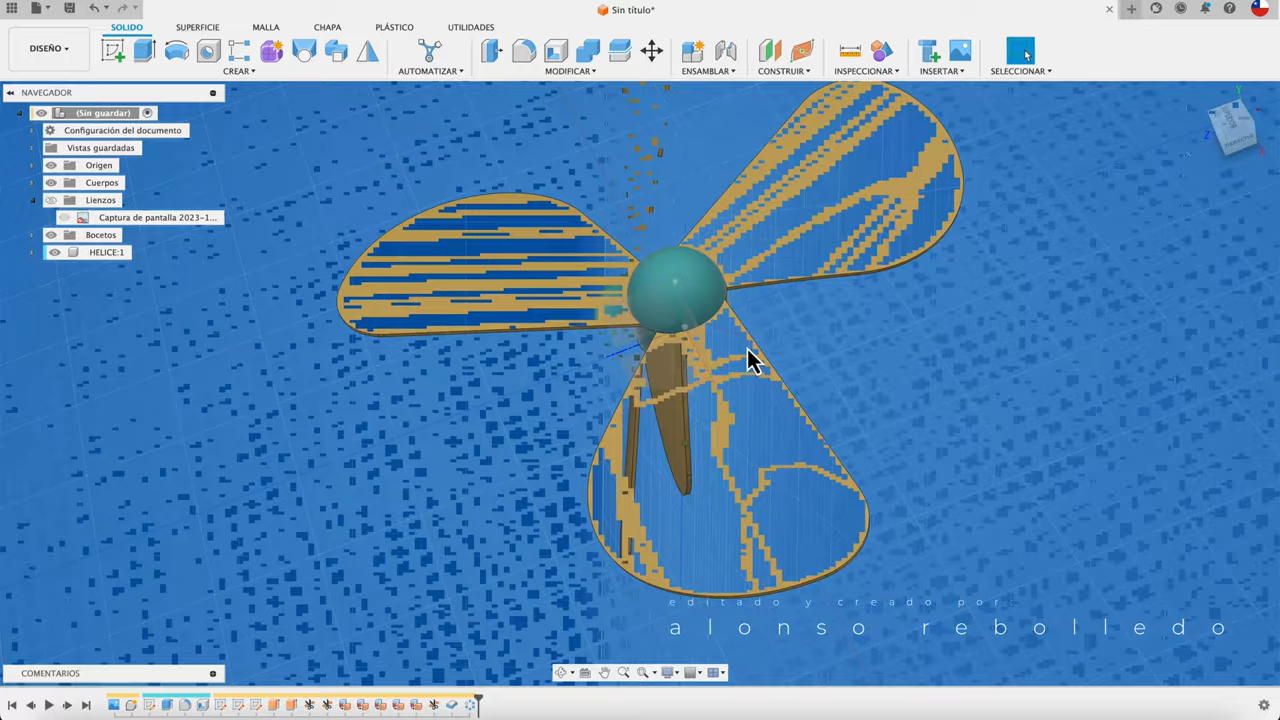 Sin título*
DISEÑO
SOLIDO SUPERFICIE MALLA CHAPA PLÁSTICO UTILIDADES
CREAR AUTOMATIZAR MODIFICAR ENSAMBLAR CONSTRUIR INSPECCIONAR INSERTAR SELECCIONAR
NAVEGADOR
(Sin guardar)
Configuración del documento
Vistas guardadas
Origen
Cuerpos
Lienzos
Captura de pantalla 2023-1...
Bocetos
HELICE:1
Y
Z
X
editado y creado por:
alonso rebolledo
COMENTARIOS